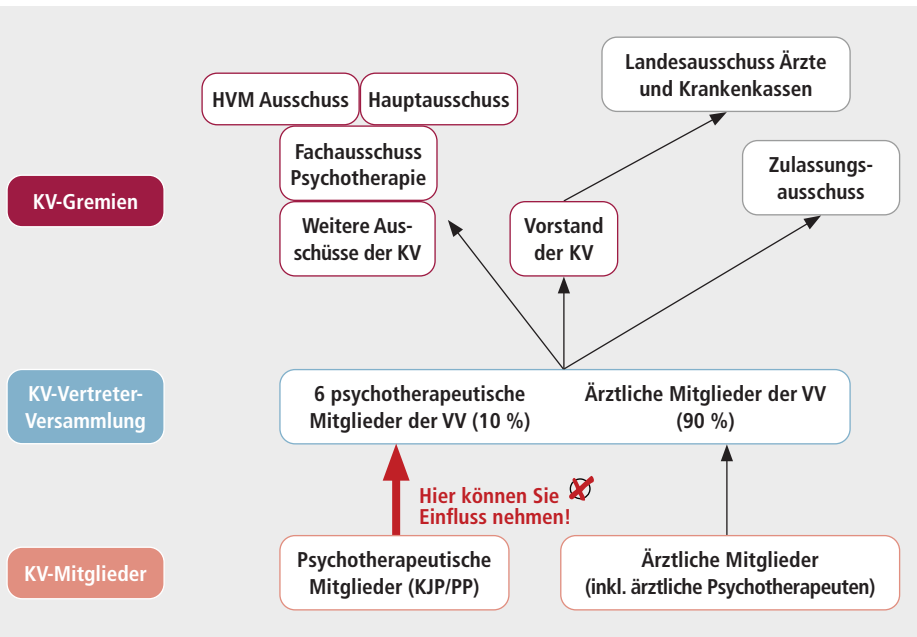 Landesausschuss Ärzte
und Krankenkassen
HVM Ausschuss
Hauptausschuss
Fachausschuss
Psychotherapie
Zulassungs-
ausschuss
KV-Gremien
Weitere Aus-
schüsse der KV
Vorstand
der KV
KV-Vertreter-
Versammlung
6 psychotherapeutische
Mitglieder der VV (10 %)
Ärztliche Mitglieder der VV
(90 %)
Hier können Sie
Einfluss nehmen!
KV-Mitglieder
Psychotherapeutische
Mitglieder (KJP/PP)
Ärztliche Mitglieder
(inkl. ärztliche Psychotherapeuten)